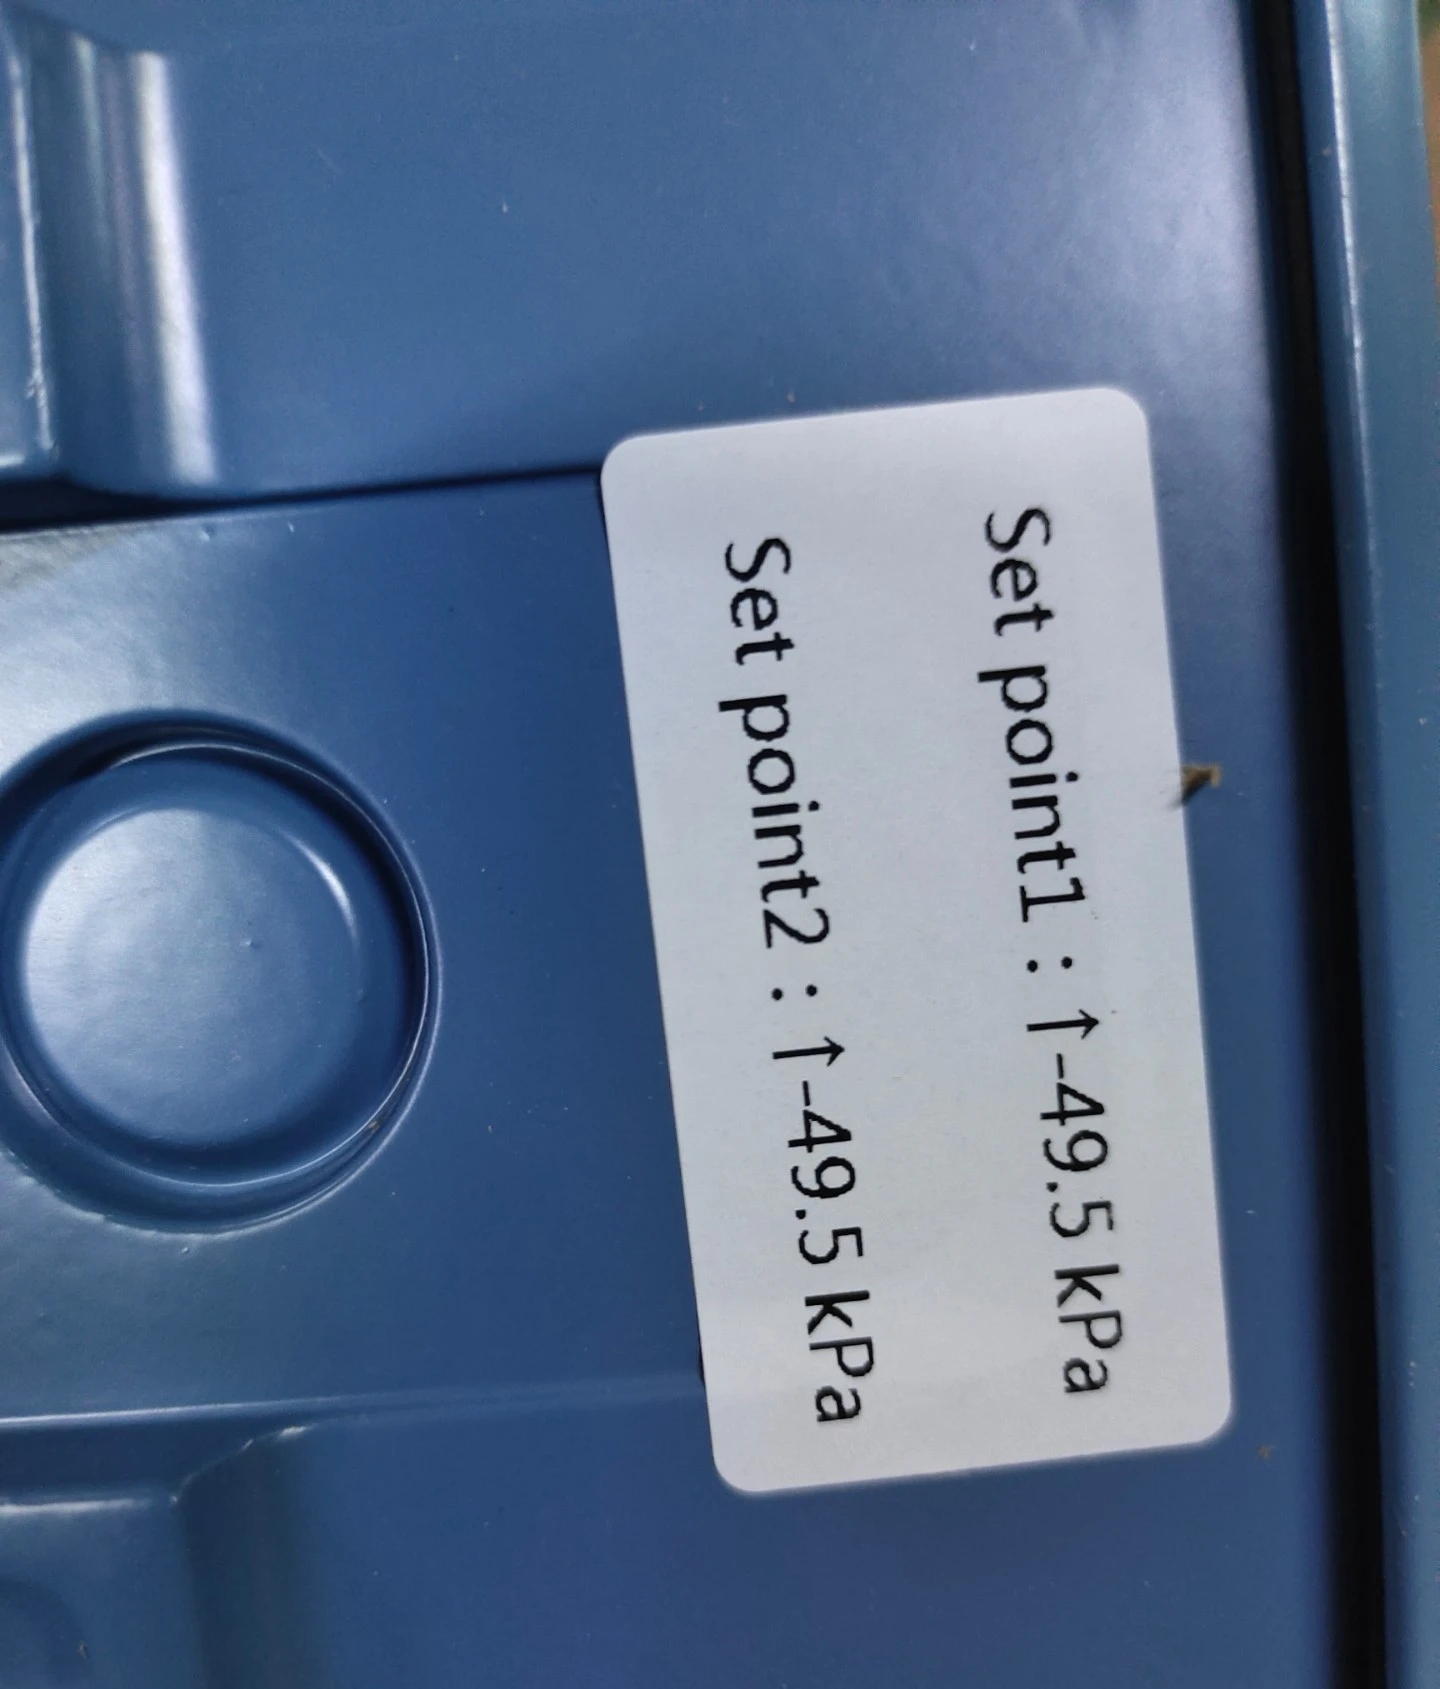 Set point1 : ↑-49.5 kPa
Set point2 : ↑-49.5 kPa